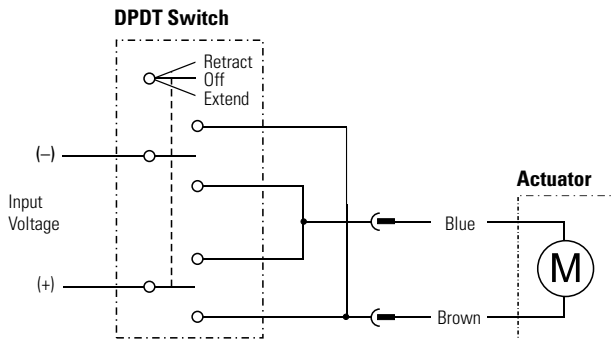 DPDT Switch
Retract
Off
Extend
(–)
Input
Voltage
(+)
Actuator
Blue
M
Brown